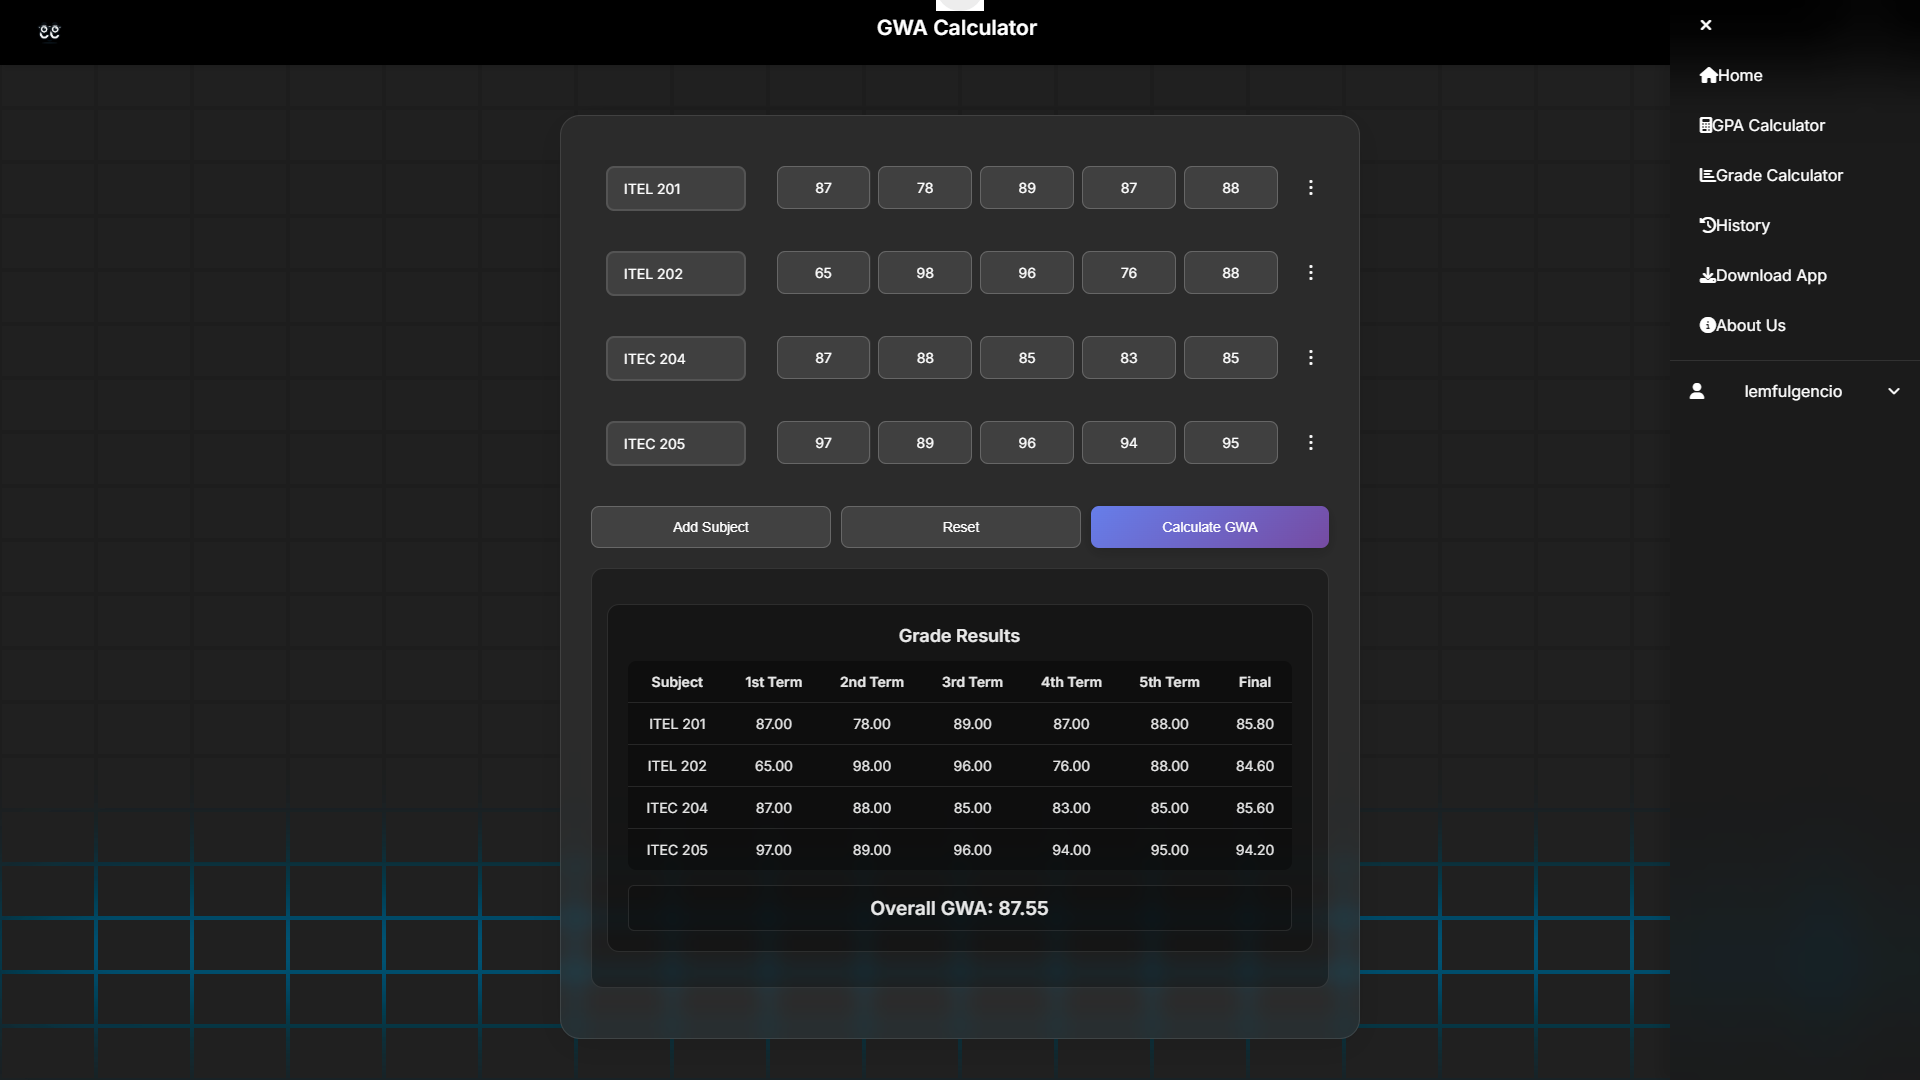 GWA Calculator
Home
GPA Calculator
Grade Calculator
History
Download App
About Us
lemfulgencio
ITEL 201 87 78 89 87 88
ITEL 202 65 98 96 76 88
ITEC 204 87 88 85 83 85
ITEC 205 97 89 96 94 95
Add Subject Reset Calculate GWA
Grade Results
Subject 1st Term 2nd Term 3rd Term 4th Term 5th Term Final
ITEL 201 87.00 78.00 89.00 87.00 88.00 85.80
ITEL 202 65.00 98.00 96.00 76.00 88.00 84.60
ITEC 204 87.00 88.00 85.00 83.00 85.00 85.60
ITEC 205 97.00 89.00 96.00 94.00 95.00 94.20
Overall GWA: 87.55